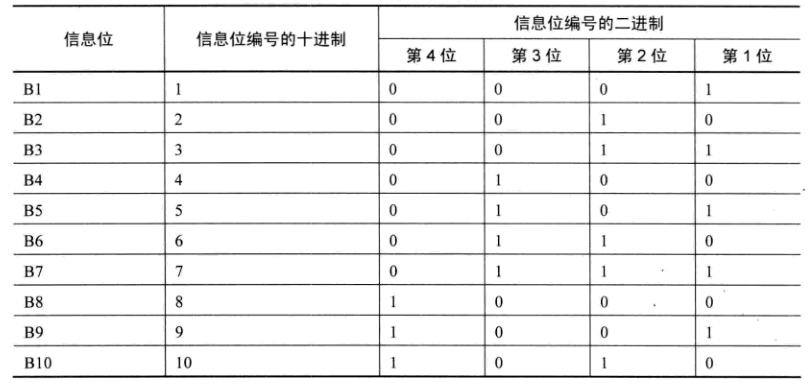 信息位 信息位编号的十进制 信息位编号的二进制
第4位 第3位 第2位 第1位
B1 1 0 0 0 1
B2 2 0 0 1 0
B3 3 0 0 1 1
B4 4 0 1 0 0
B5 5 0 1 0 1
B6 6 0 1 1 0
B7 7 0 1 1 1
B8 8 1 0 0 0
B9 9 1 0 0 1
B10 10 1 0 1 0